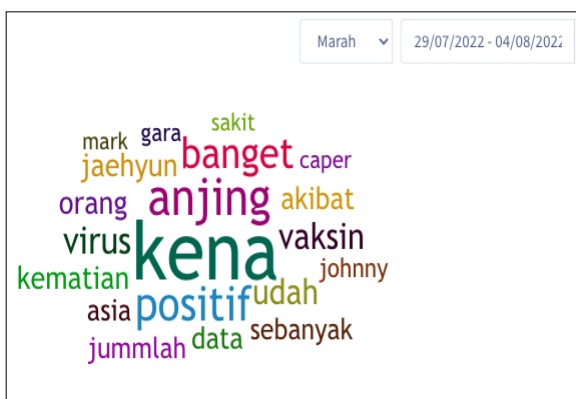 Marah 29/07/2022 - 04/08/2022
sakit
mark gara
jaehyun banget caper
orang anjing akibat
virus kena vaksin
kematian johnny
asia positif udah
jummlah data sebanyak